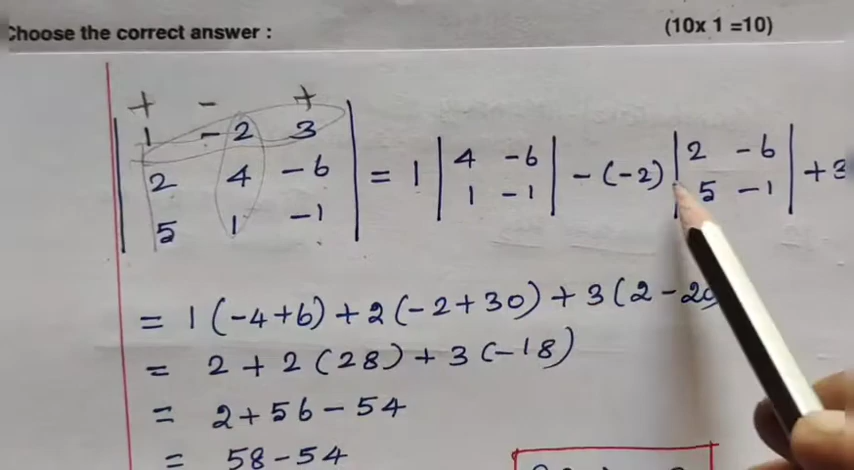 Choose the correct answer : (10x 1 =10)
+ - +
| 1 -2 3 |
| 2 4 -6 | = 1 | 4 -6 | - (-2) | 2 -6 | + 3
| 5 1 -1 | | 1 -1 | | 5 -1 |
= 1 (-4+6) + 2 (-2+30) + 3 (2-20
= 2 + 2 (28) + 3 (-18)
= 2+56-54
= 58-54